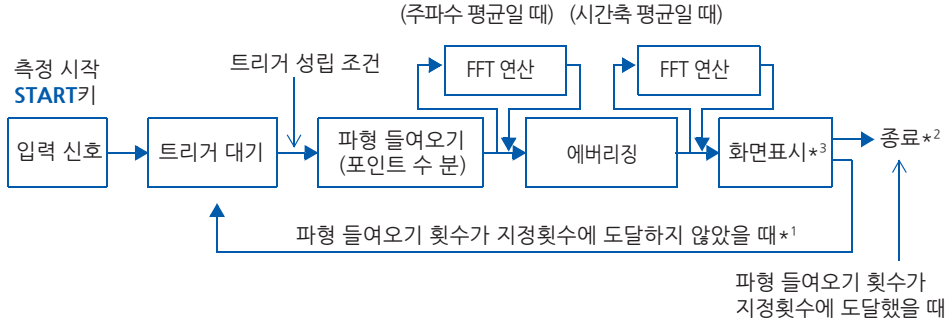 (주파수 평균일 때) (시간축 평균일 때)
측정 시작
START키
트리거 성립 조건
FFT 연산
FFT 연산
입력 신호
트리거 대기
파형 들여오기
(포인트 수 분)
에버리징
화면표시*3
종료*2
파형 들여오기 횟수가 지정횟수에 도달하지 않았을 때*1
파형 들여오기 횟수가
지정횟수에 도달했을 때